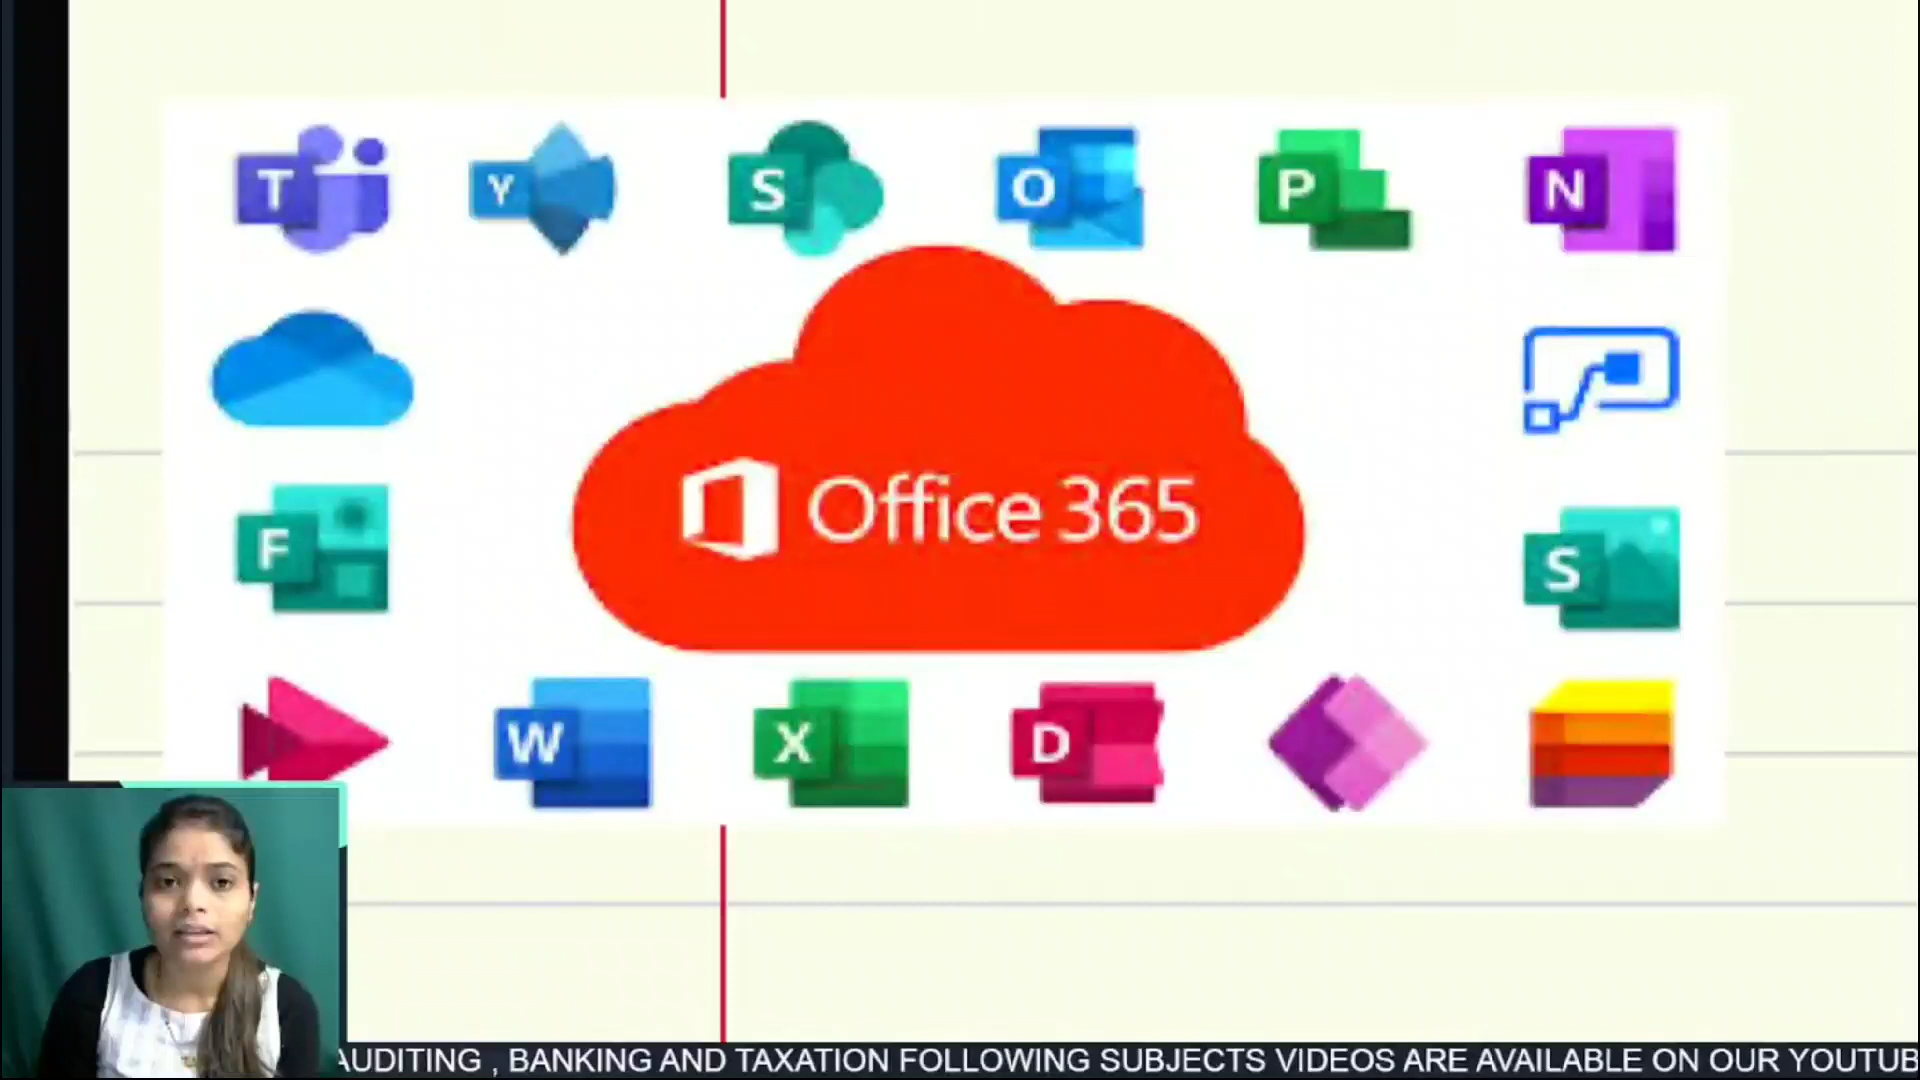 T Y S O P N
Office 365
F
S
W X D
AUDITING , BANKING AND TAXATION FOLLOWING SUBJECTS VIDEOS ARE AVAILABLE ON OUR YOUTUB